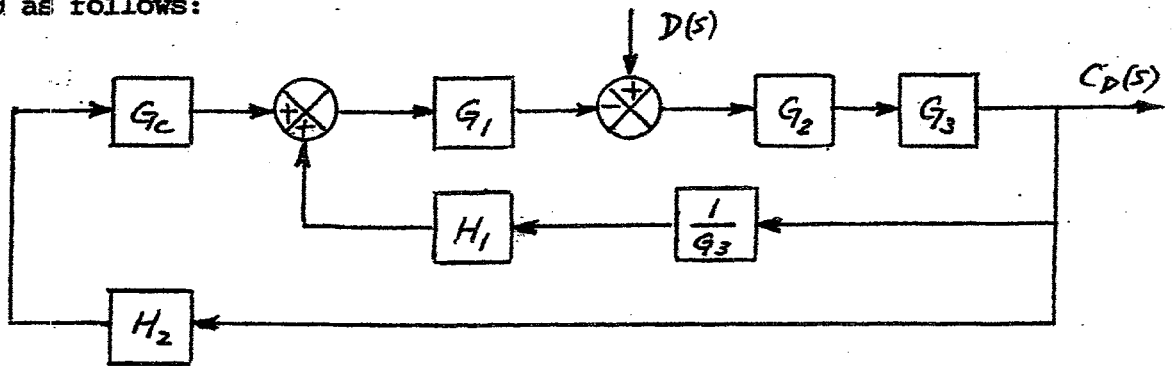 as follows:
D(s)
C_D(s)
G_c
+
+
G_1
-
+
G_2
G_3
H_1
1
G_3
H_2